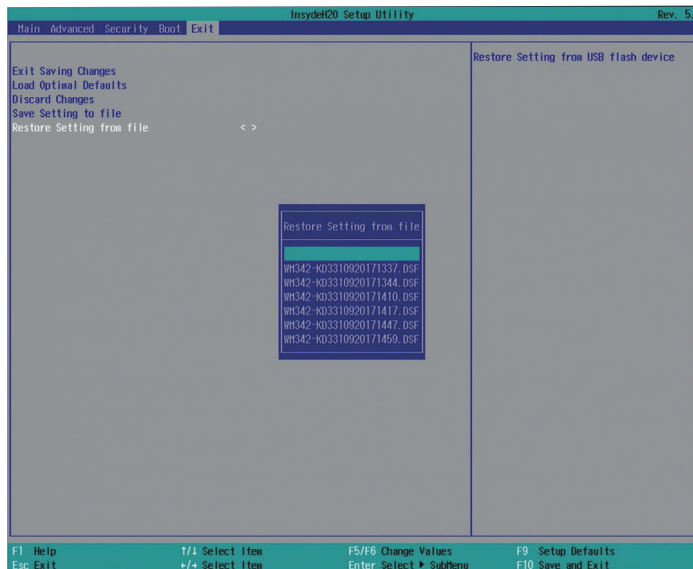 InsydeH20 Setup Utility Rev. 5.
Main Advanced Security Boot Exit
Restore Setting from USB flash device
Exit Saving Changes
Load Optimal Defaults
Discard Changes
Save Setting to file
Restore Setting from file < >
Restore Setting from file
WM342-KD3310920171337.DSF
WM342-KD3310920171344.DSF
WM342-KD3310920171410.DSF
WM342-KD3310920171417.DSF
WM342-KD3310920171447.DSF
WM342-KD3310920171459.DSF
F1 Help ↑/↓ Select Item F5/F6 Change Values F9 Setup Defaults
Esc Exit ←/→ Select Item Enter Select ▶ SubMenu F10 Save and Exit